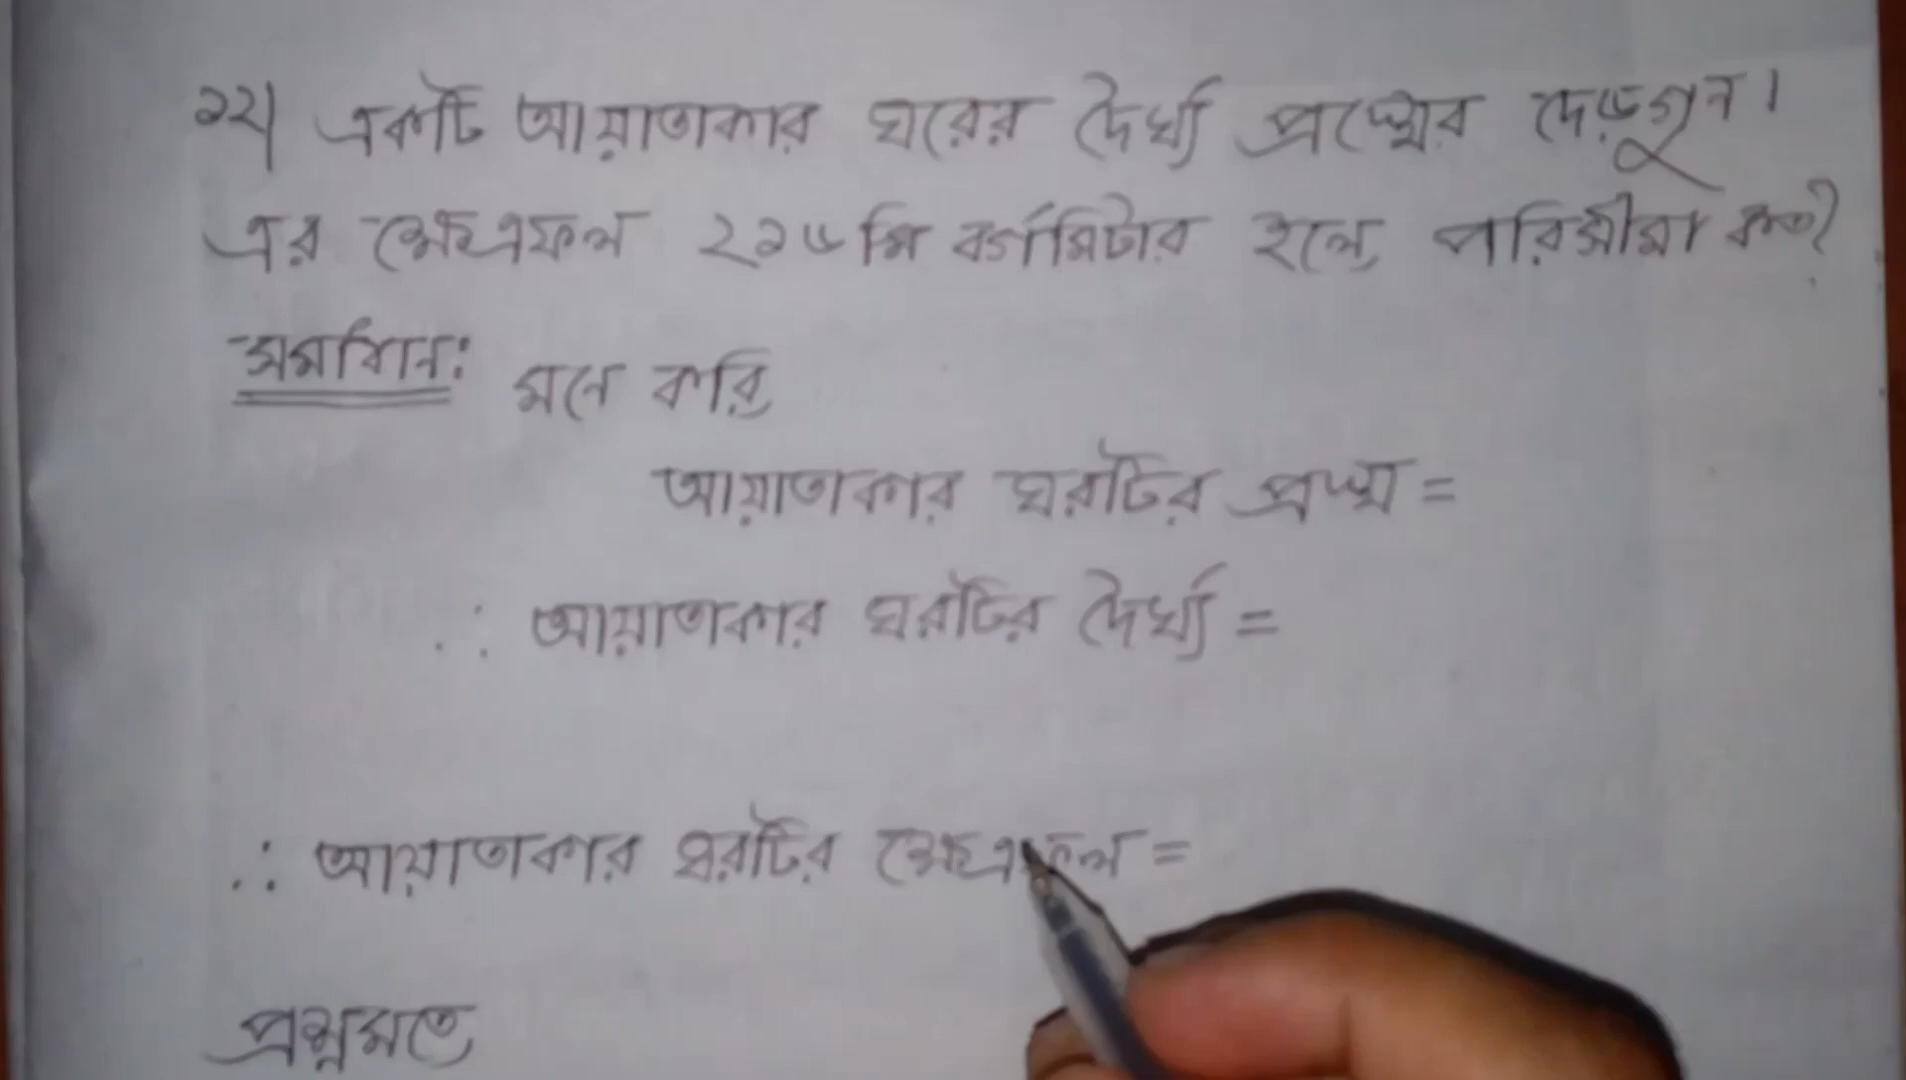 ১২| একটি আয়াতাকার ঘরের দৈর্ঘ্য প্রস্থের দেড়গুন।
এর ক্ষেত্রফল ২১৬ মি বর্গমিটার হলে পরিসীমা কত?
সমাধান: মনে করি
আয়াতাকার ঘরটির প্রস্থ =
∴ আয়াতাকার ঘরটির দৈর্ঘ্য =
∴ আয়াতাকার ঘরটির ক্ষেত্রফল =
প্রশ্নমতে